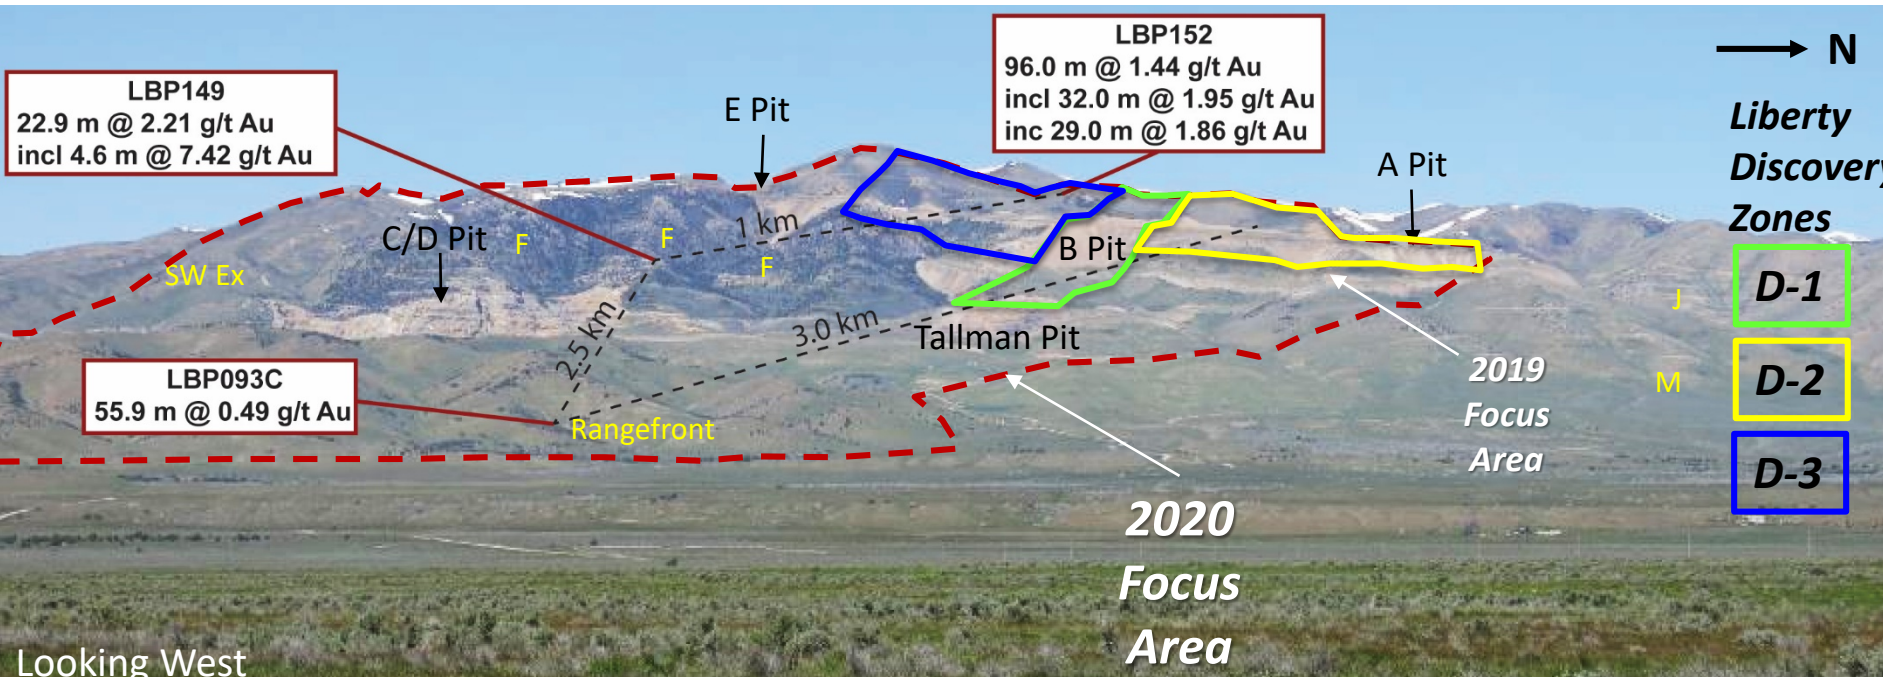 LBP152
96.0 m @ 1.44 g/t Au
incl 32.0 m @ 1.95 g/t Au
inc 29.0 m @ 1.86 g/t Au
N
LBP149
22.9 m @ 2.21 g/t Au
incl 4.6 m @ 7.42 g/t Au
E Pit
A Pit
Liberty
Discovery
Zones
D-1
D-2
D-3
C/D Pit
F
F
F
1 km
B Pit
SW Ex
J
M
2.5 km
3.0 km
Tallman Pit
LBP093C
55.9 m @ 0.49 g/t Au
Rangefront
2019
Focus
Area
2020
Focus
Area
Looking West